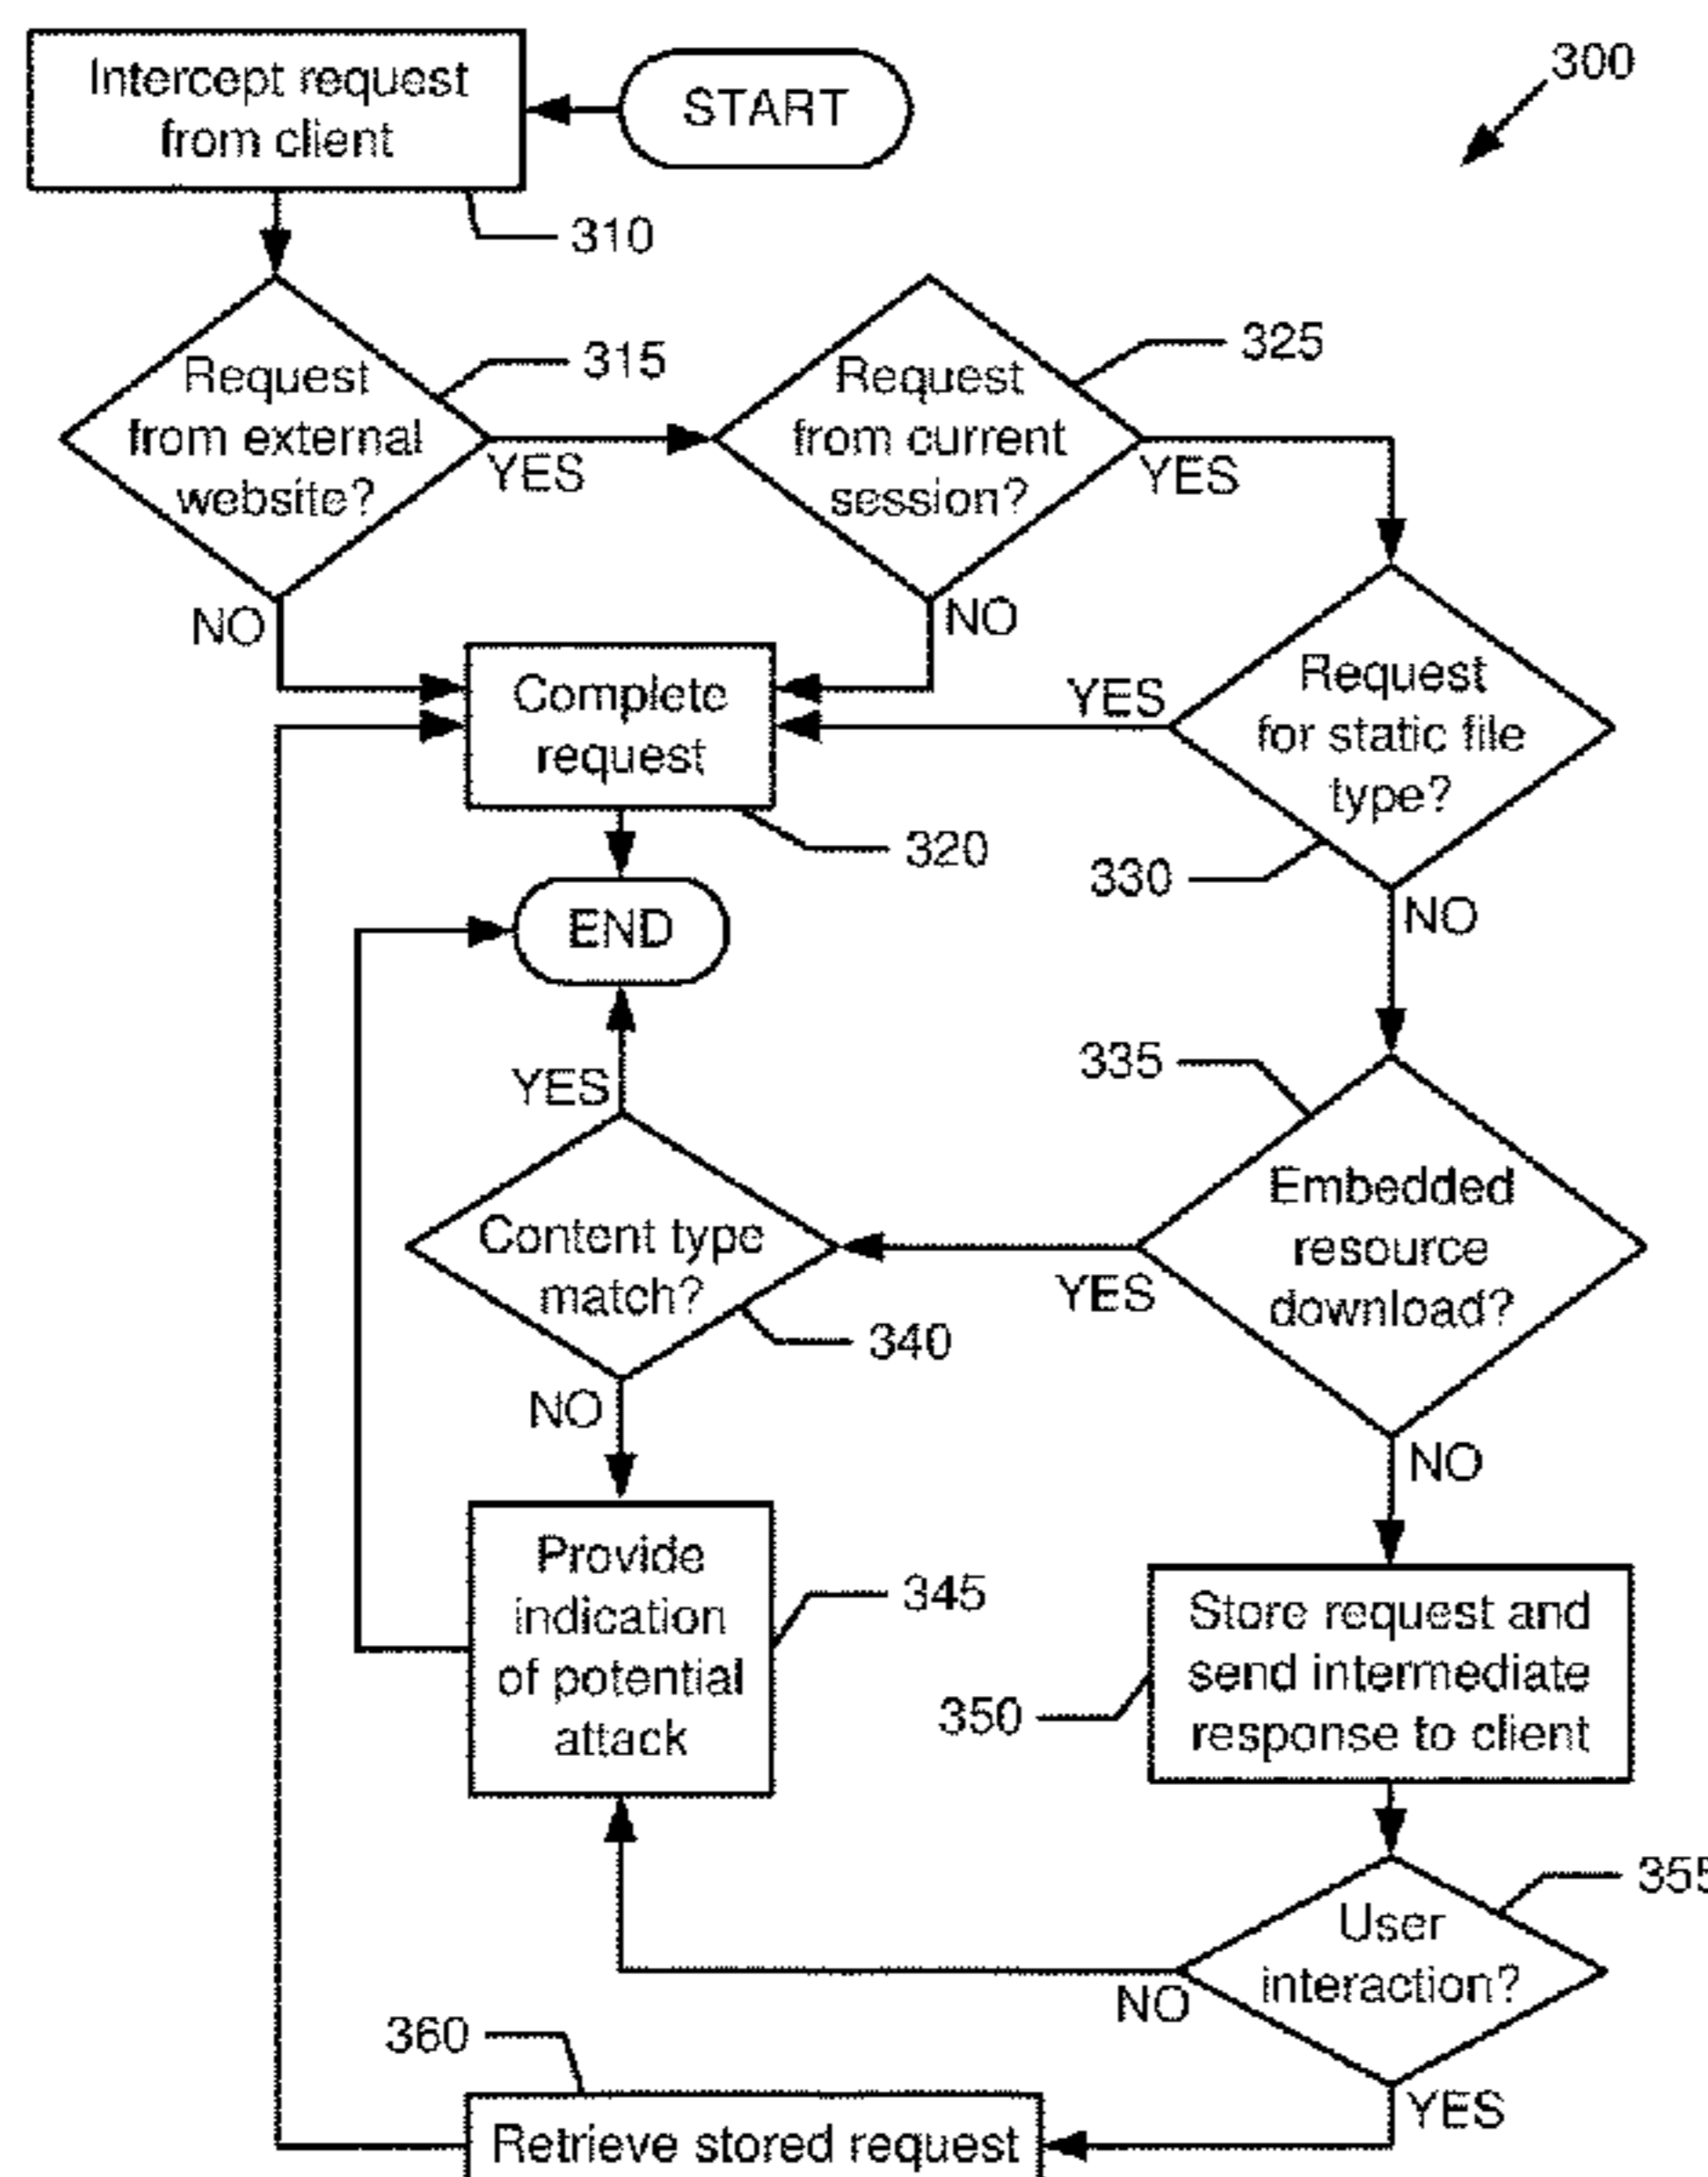 Intercept request
from client
START
300
310
Request
from external
website?
315
YES
NO
Request
from current
session?
325
YES
NO
Complete
request
320
Request
for static file
type?
YES
330
NO
END
335
Embedded
resource
download?
YES
NO
YES
Content type
match?
340
NO
Provide
indication
of potential
attack
345
Store request and
send intermediate
response to client
350
355
User
interaction?
NO
YES
360
Retrieve stored request